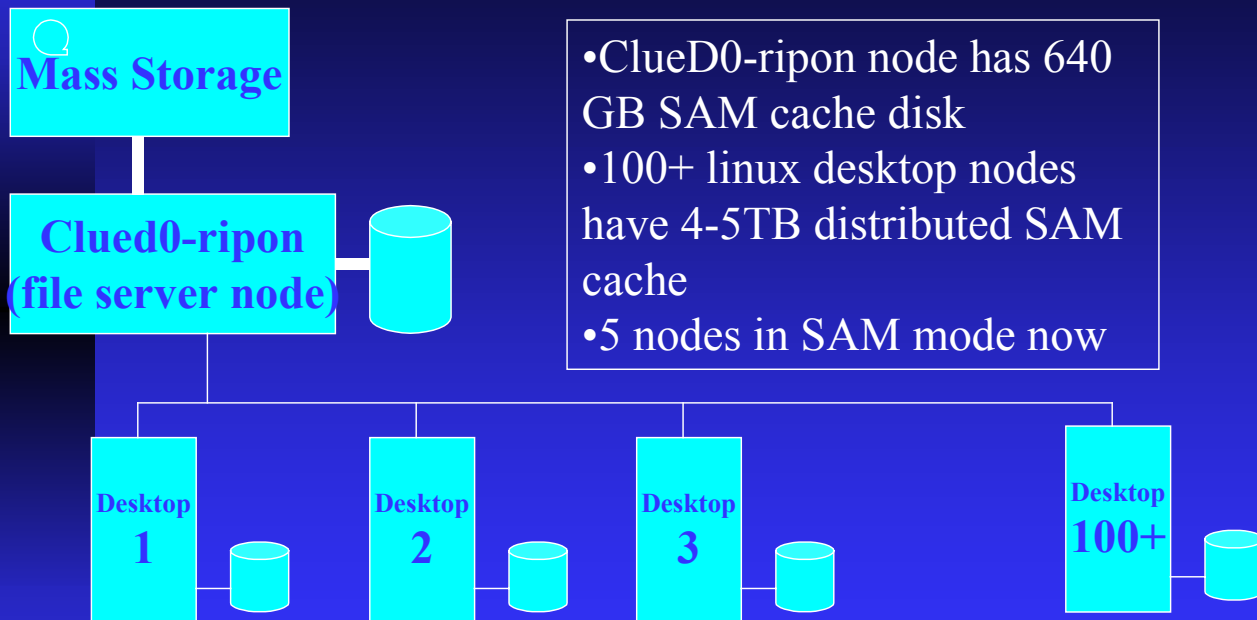 Mass Storage
•ClueD0-ripon node has 640
GB SAM cache disk
•100+ linux desktop nodes
have 4-5TB distributed SAM
cache
•5 nodes in SAM mode now
Clued0-ripon
(file server node)
Desktop
1
Desktop
2
Desktop
3
Desktop
100+